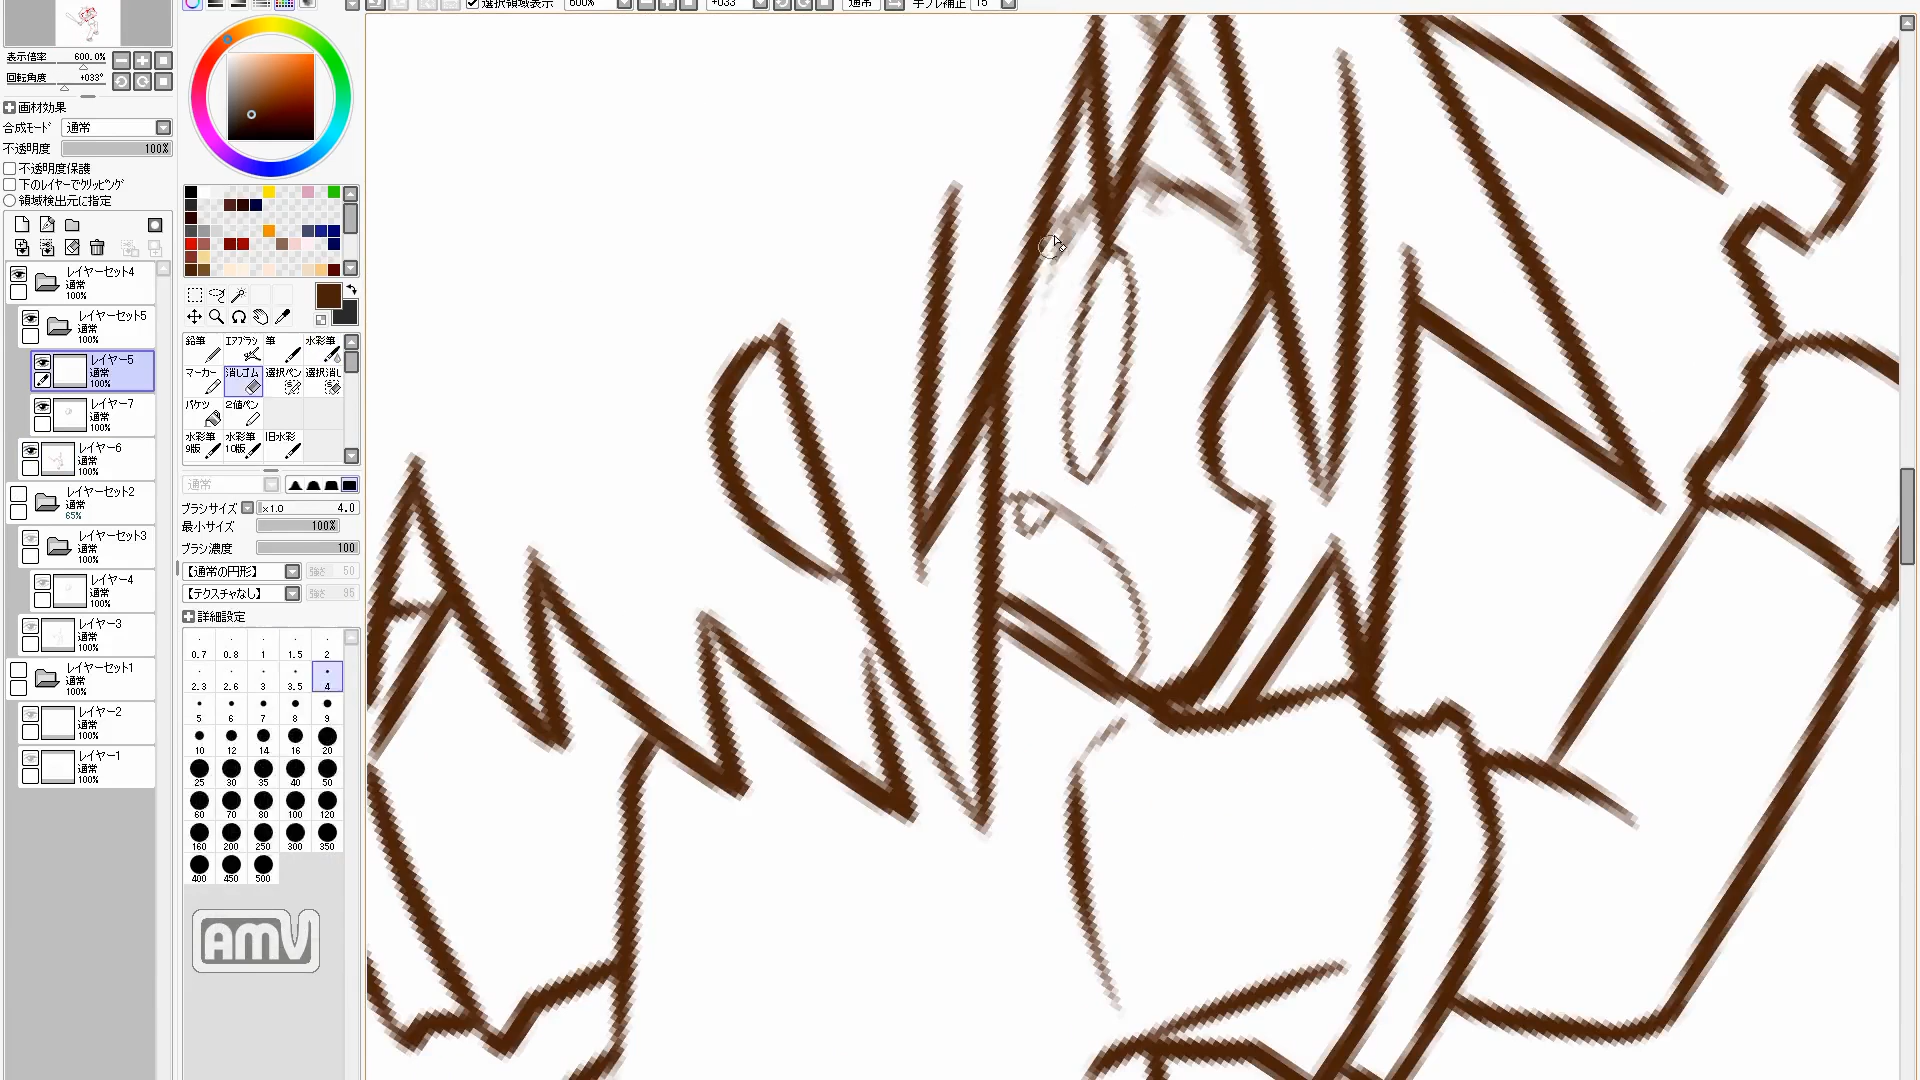 選択領域表示 600% +033° 通常 手ブレ補正 15
表示倍率 600.0%
回転角度 +033°
画材効果
合成モード 通常
不透明度 100%
不透明度保護
下のレイヤーでクリッピング
領域検出元に指定
レイヤーセット4
通常
100%
レイヤーセット5
通常
100%
レイヤー5
通常
100%
レイヤー7
通常
100%
レイヤー6
通常
100%
レイヤーセット2
通常
65%
レイヤーセット3
通常
100%
レイヤー4
通常
100%
レイヤー3
通常
100%
レイヤーセット1
通常
100%
レイヤー2
通常
100%
レイヤー1
通常
100%
鉛筆 エアブラシ 筆 水彩筆
マーカー 消しゴム 選択ペン 選択消し
バケツ 2値ペン
水彩筆 水彩筆 旧水彩
9版 10版
通常
ブラシサイズ x1.0 4.0
最小サイズ 100%
ブラシ濃度 100
【通常の円形】 強さ 50
【テクスチャなし】 強さ 95
詳細設定
0.7 0.8 1 1.5 2
2.3 2.6 3 3.5 4
5 6 7 8 9
10 12 14 16 20
25 30 35 40 50
60 70 80 100 120
160 200 250 300 350
400 450 500
AMV